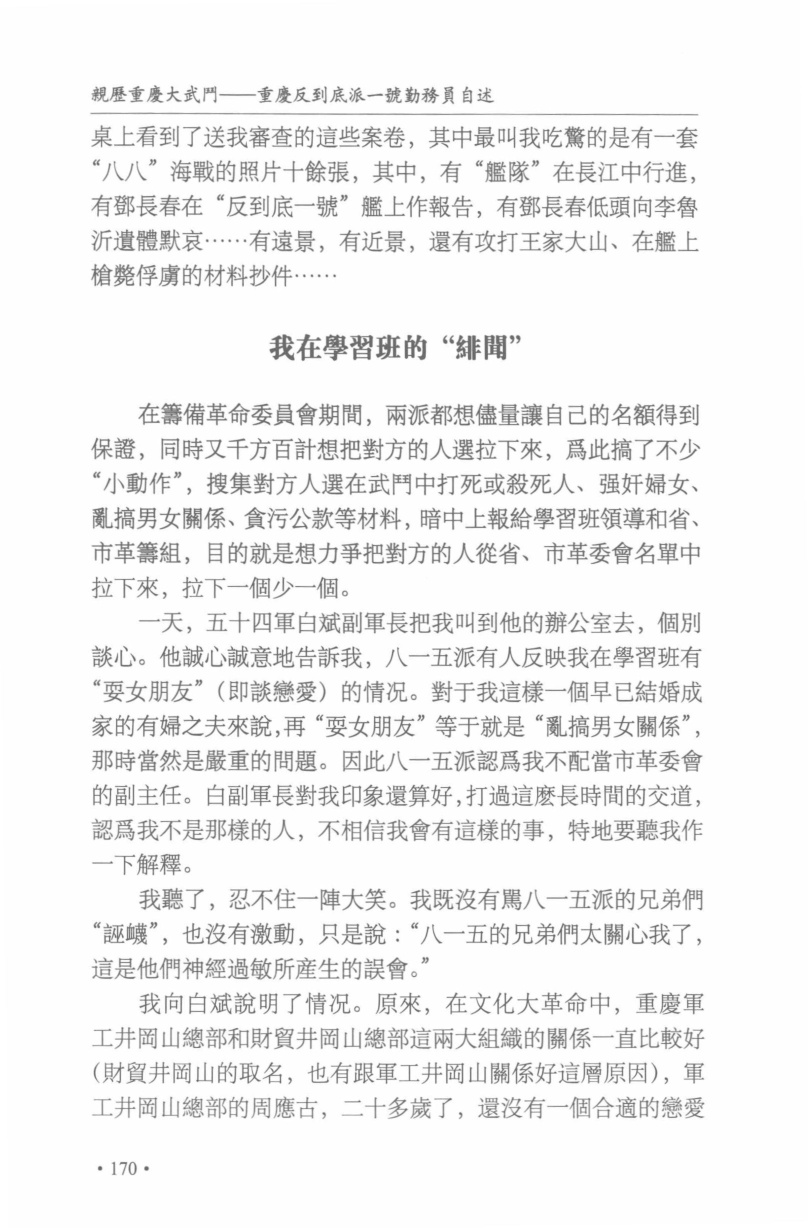 親歷重慶大武鬥——重慶反到底派一號勤務員自述
桌上看到了送我審查的這些案卷，其中最叫我吃驚的是有一套
“八八”海戰的照片十餘張，其中，有“艦隊”在長江中行進，
有鄧長春在“反到底一號”艦上作報告，有鄧長春低頭向李魯
沂遺體默哀……有遠景，有近景，還有攻打王家大山、在艦上
槍斃俘虜的材料抄件……
我在學習班的“緋聞”
在籌備革命委員會期間，兩派都想儘量讓自己的名額得到
保證，同時又千方百計想把對方的人選拉下來，爲此搞了不少
“小動作”，搜集對方人選在武鬥中打死或殺死人、强奸婦女、
亂搞男女關係、貪污公款等材料，暗中上報給學習班領導和省、
市革籌組，目的就是想力爭把對方的人從省、市革委會名單中
拉下來，拉下一個少一個。
一天，五十四軍白斌副軍長把我叫到他的辦公室去，個別
談心。他誠心誠意地告訴我，八一五派有人反映我在學習班有
“耍女朋友”（即談戀愛）的情况。對于我這樣一個早已結婚成
家的有婦之夫來說，再“耍女朋友”等于就是“亂搞男女關係”，
那時當然是嚴重的問題。因此八一五派認爲我不配當市革委會
的副主任。白副軍長對我印象還算好，打過這麽長時間的交道，
認爲我不是那樣的人，不相信我會有這樣的事，特地要聽我作
一下解釋。
我聽了，忍不住一陣大笑。我既沒有罵八一五派的兄弟們
“誣衊”，也沒有激動，只是說：“八一五的兄弟們太關心我了，
這是他們神經過敏所産生的誤會。”
我向白斌說明了情况。原來，在文化大革命中，重慶軍
工井岡山總部和財貿井岡山總部這兩大組織的關係一直比較好
（財貿井岡山的取名，也有跟軍工井岡山關係好這層原因），軍
工井岡山總部的周應古，二十多歲了，還沒有一個合適的戀愛
·170·